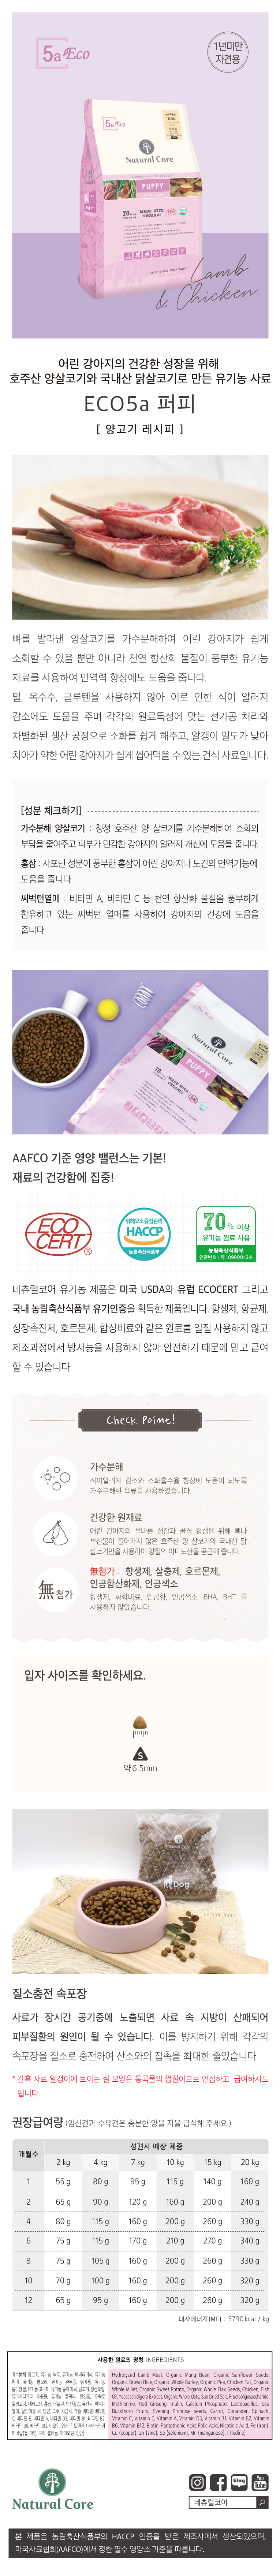 5a Eco
1년미만
자견용
5a Eco
Natural Core
PUPPY
MADE WITH
ORGANIC
Lamb
& Chicken
어린 강아지의 건강한 성장을 위해
호주산 양살코기와 국내산 닭살코기로 만든 유기농 사료
ECO5a 퍼피
[ 양고기 레시피 ]
뼈를 발라낸 양살코기를 가수분해하여 어린 강아지가 쉽게
소화할 수 있을 뿐만 아니라 천연 항산화 물질이 풍부한 유기농
재료를 사용하여 면역력 향상에도 도움을 줍니다.
밀, 옥수수, 글루텐을 사용하지 않아 이로 인한 식이 알러지
감소에도 도움을 주며 각각의 원료특성에 맞는 선가공 처리와
차별화된 생산 공정으로 소화를 쉽게 해주고, 알갱이 밀도가 낮아
치아가 약한 어린 강아지가 쉽게 씹어먹을 수 있는 건식 사료입니다.
[성분 체크하기]
가수분해 양살코기 : 청정 호주산 양 살코기를 가수분해하여 소화의
부담을 줄여주고 피부가 민감한 강아지의 알러지 개선에 도움을 줍니다.
홍삼 : 사포닌 성분이 풍부한 홍삼이 어린 강아지나 노견의 면역기능에
도움을 줍니다.
씨벅턴열매 : 비타민 A, 비타민 C 등 천연 항산화 물질을 풍부하게
함유하고 있는 씨벅턴 열매를 사용하여 강아지의 건강에 도움을
줍니다.
Natural Core
AAFCO 기준 영양 밸런스는 기본!
재료의 건강함에 집중!
ECO
CERT
위해요소중점관리
HACCP
농림축산식품부
70% 이상
유기농 원료 사용
농림축산식품부
인증번호 : 제 10900042호
네츄럴코어 유기농 제품은 미국 USDA와 유럽 ECOCERT 그리고
국내 농림축산식품부 유기인증을 획득한 제품입니다. 항생제, 항균제,
성장촉진제, 호르몬제, 합성비료와 같은 원료를 일절 사용하지 않고
제조과정에서 방사능을 사용하지 않아 안전하기 때문에 믿고 급여
할 수 있습니다.
Check Point!
가수분해
식이알러지 감소와 소화흡수율 향상에 도움이 되도록
가수분해한 육류를 사용하였습니다.
건강한 원재료
어린 강아지의 올바른 성장과 골격 형성을 위해 뼈나
부산물이 들어가지 않은 호주산 양 살코기와 국내산 닭
살코기만을 사용하여 양질의 아미노산을 공급해 줍니다.
無첨가
無첨가 : 항생제, 살충제, 호르몬제,
인공항산화제, 인공색소
항생제, 화학비료, 인공향, 인공색소, BHA, BHT 를
사용하지 않았습니다.
입자 사이즈를 확인하세요.
S
약 6.5mm
Dog
질소충전 속포장
사료가 장시간 공기중에 노출되면 사료 속 지방이 산패되어
피부질환의 원인이 될 수 있습니다. 이를 방지하기 위해 각각의
속포장을 질소로 충전하여 산소와의 접촉을 최대한 줄였습니다.
* 간혹 사료 알갱이에 보이는 실 모양은 통곡물의 껍질이므로 안심하고 급여하셔도
됩니다.
권장급여량 (임신견과 수유견은 충분한 양을 자율 급식해 주세요.)
개월수 성견시 예상 체중
2 kg 4 kg 7 kg 10 kg 15 kg 20 kg
1 55 g 80 g 95 g 115 g 140 g 160 g
2 65 g 90 g 120 g 160 g 200 g 240 g
4 80 g 115 g 160 g 200 g 260 g 330 g
6 75 g 115 g 170 g 210 g 270 g 340 g
8 75 g 105 g 160 g 200 g 260 g 330 g
10 70 g 100 g 160 g 200 g 260 g 320 g
12 65 g 95 g 160 g 200 g 260 g 320 g
대사에너지(ME) : 3790 kcal / kg
사용한 원료의 명칭 INGREDIENTS
Hydrolyzed Lamb Meat, Organic Mung Bean, Organic Sunflower Seeds,
Organic Brown Rice, Organic Whole Barley, Organic Pea, Chicken Fat, Organic
Whole Millet, Organic Sweet Potato, Organic Whole Flax Seeds, Chicken, Fish
Oil, Yuccaschidigera Extract, Organic Whole Oats, Sun Dried Salt, Fructooligosaccharide,
Methionine, Red Ginseng, Inulin, Calcium Phosphate, Lactobacillus, Sea
Buckthorn Fruits, Evening Primrose seeds, Carrot, Coriander, Spinach,
Vitamin C, Vitamin E, Vitamin A, Vitamin D3, Vitamin B1, Vitamin B2, Vitamin
B6, Vitamin B12, Biotin, Pantothenic Acid, Folic Acid, Nicotinic Acid, Fe (iron),
Cu (copper), Zn (zinc), Se (selenium), Mn (manganese), I (iodine)
Natural Core
blog
You
Tube
네츄럴코어
본 제품은 농림축산식품부의 HACCP 인증을 받은 제조사에서 생산되었으며,
미국사료협회(AAFCO)에서 정한 필수 영양소 기준을 따릅니다.